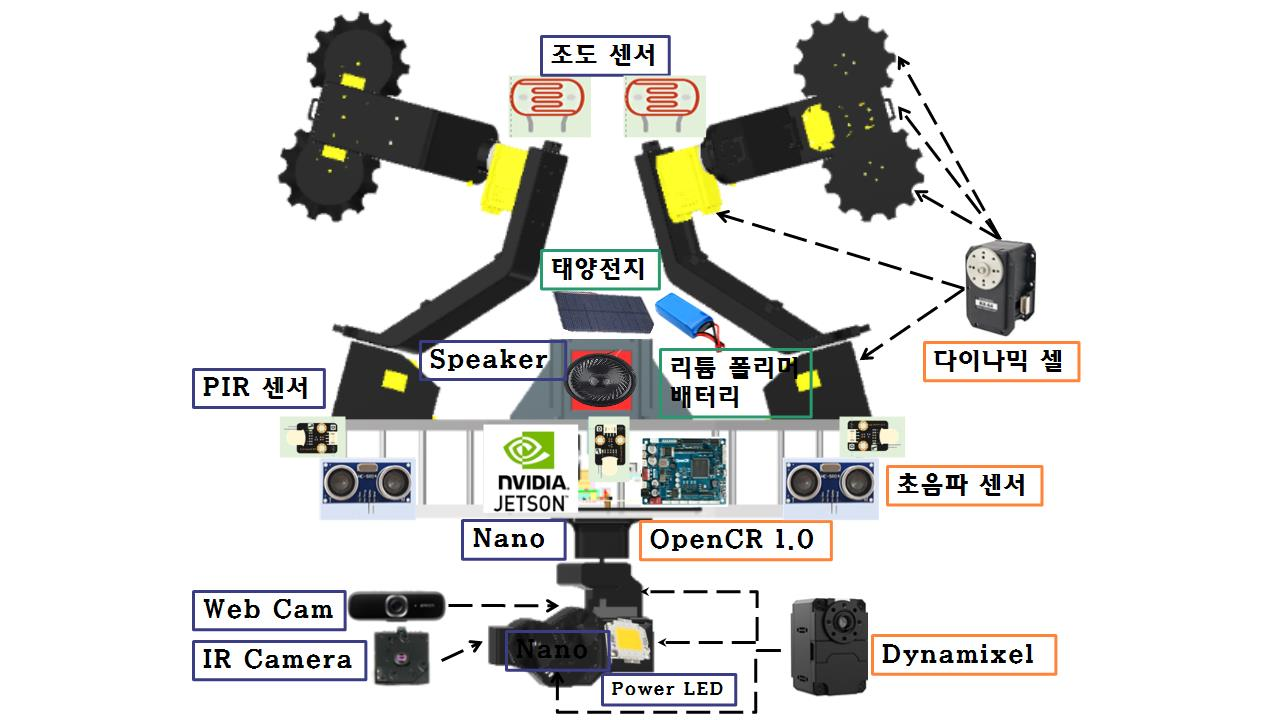 조도 센서
태양전지
Speaker
리튬 폴리머
배터리
다이나믹 셀
PIR 센서
NVIDIA
JETSON
초음파 센서
Nano
OpenCR 1.0
Web Cam
IR Camera
Nano
Dynamixel
Power LED